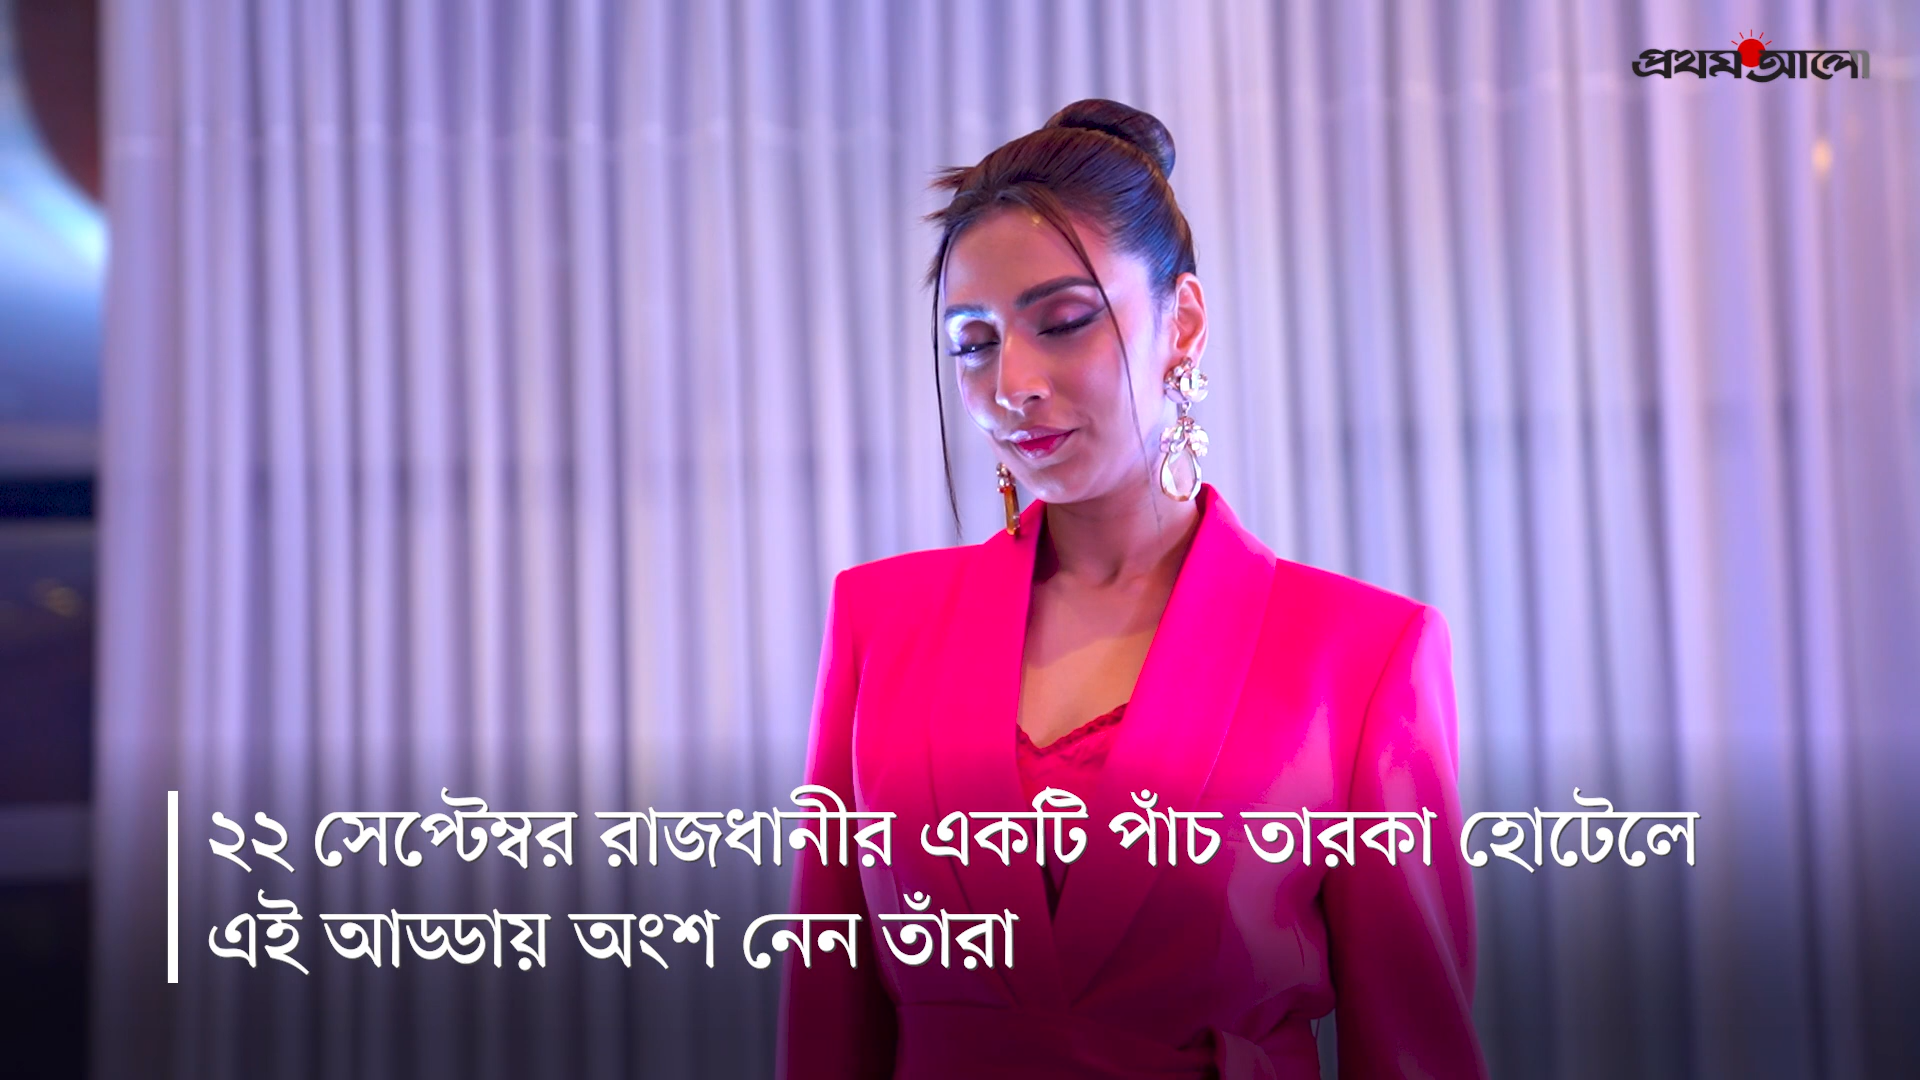 প্রথম আলো
২২ সেপ্টেম্বর রাজধানীর একটি পাঁচ তারকা হোটেলে
এই আড্ডায় অংশ নেন তাঁরা